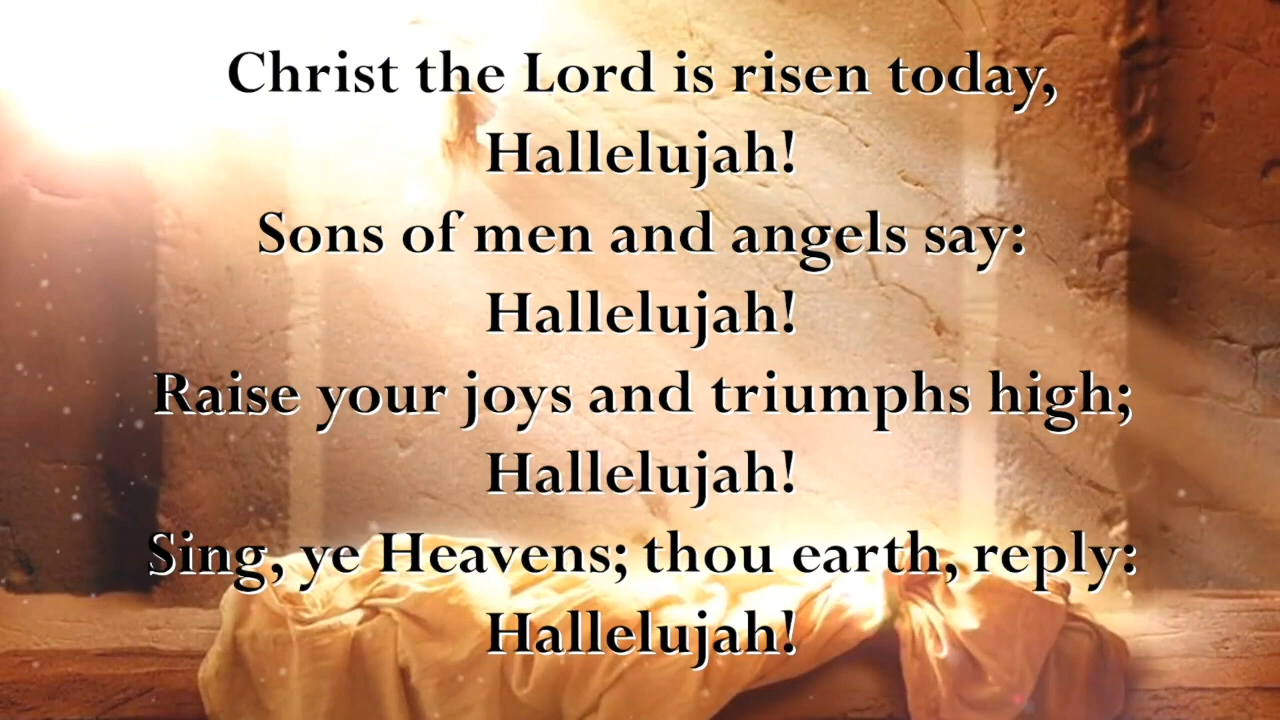 Christ the Lord is risen today,
Hallelujah!
Sons of men and angels say:
Hallelujah!
Raise your joys and triumphs high;
Hallelujah!
Sing, ye Heavens; thou earth, reply:
Hallelujah!